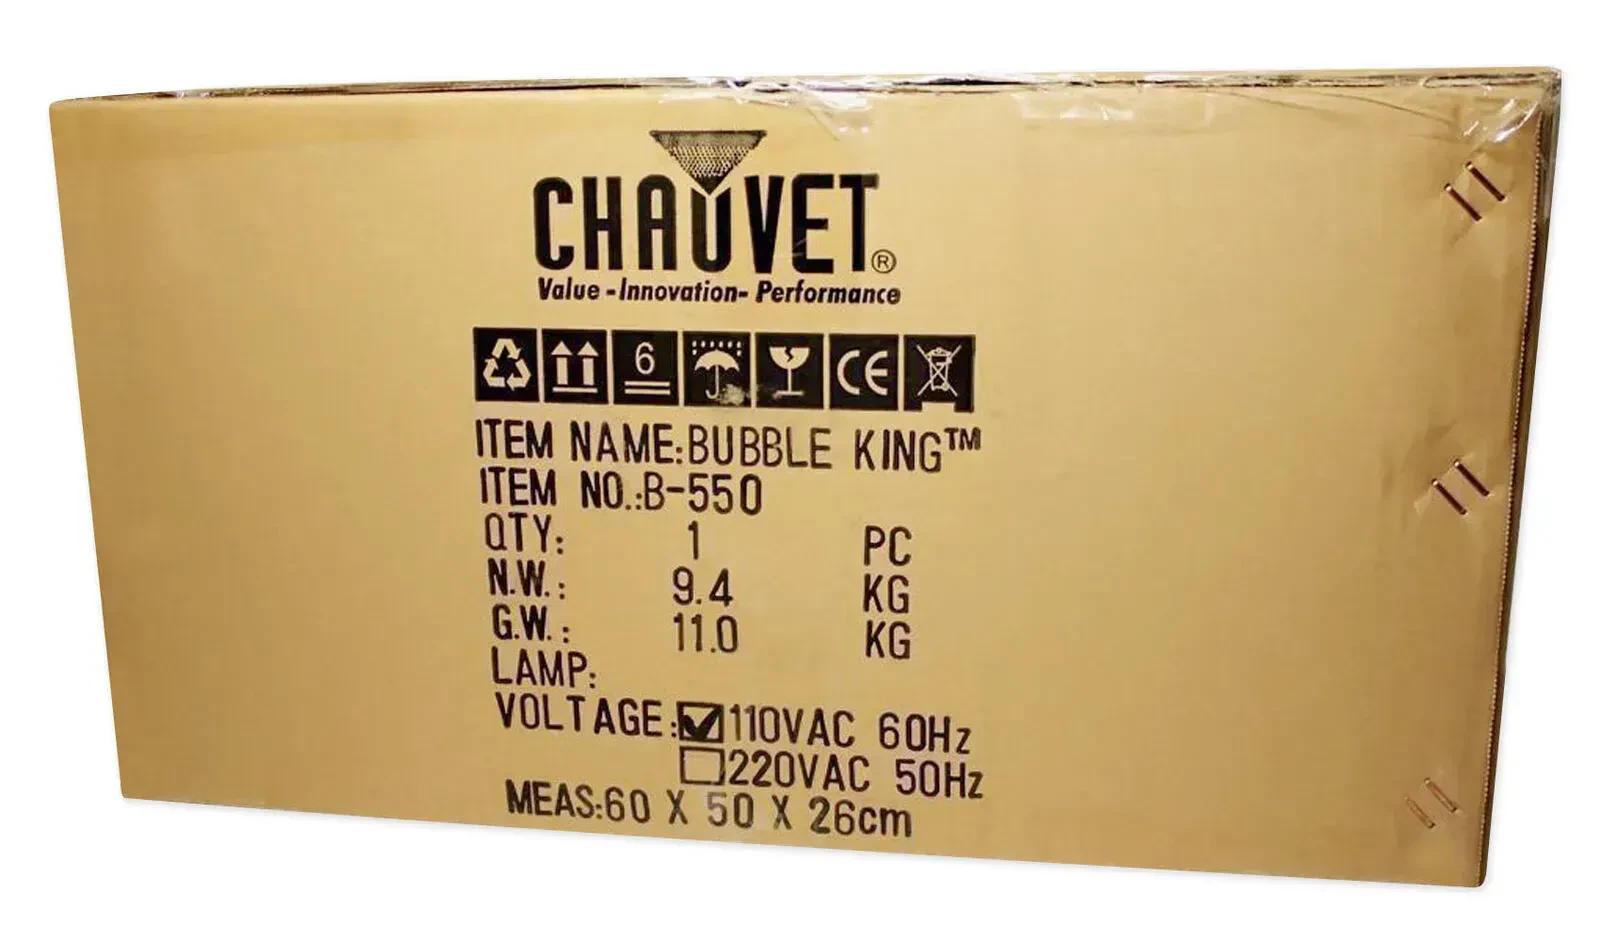 CHAUVET®
Value -Innovation- Performance
6 CE
ITEM NAME:BUBBLE KING™
ITEM NO.:B-550
QTY: 1 PC
N.W.: 9.4 KG
G.W.: 11.0 KG
LAMP:
VOLTAGE:☑110VAC 60Hz
☐220VAC 50Hz
MEAS:60 X 50 X 26cm